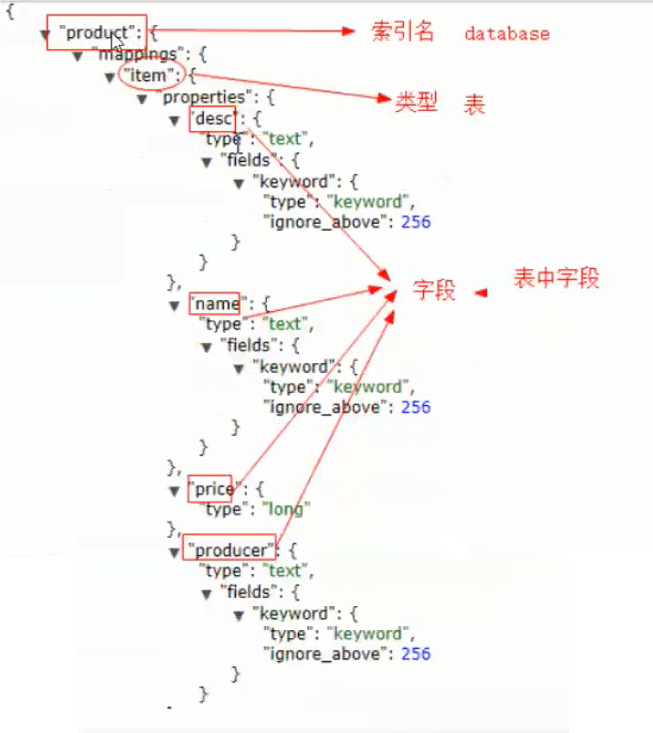 {
"product": { 索引名 database
"mappings": {
"item": { 类型 表
"properties": {
"desc": {
"type": "text",
"fields": {
"keyword": {
"type": "keyword",
"ignore_above": 256
}
}
},
字段 表中字段
"name": {
"type": "text",
"fields": {
"keyword": {
"type": "keyword",
"ignore_above": 256
}
}
},
"price": {
"type": "long"
},
"producer": {
"type": "text",
"fields": {
"keyword": {
"type": "keyword",
"ignore_above": 256
}
}